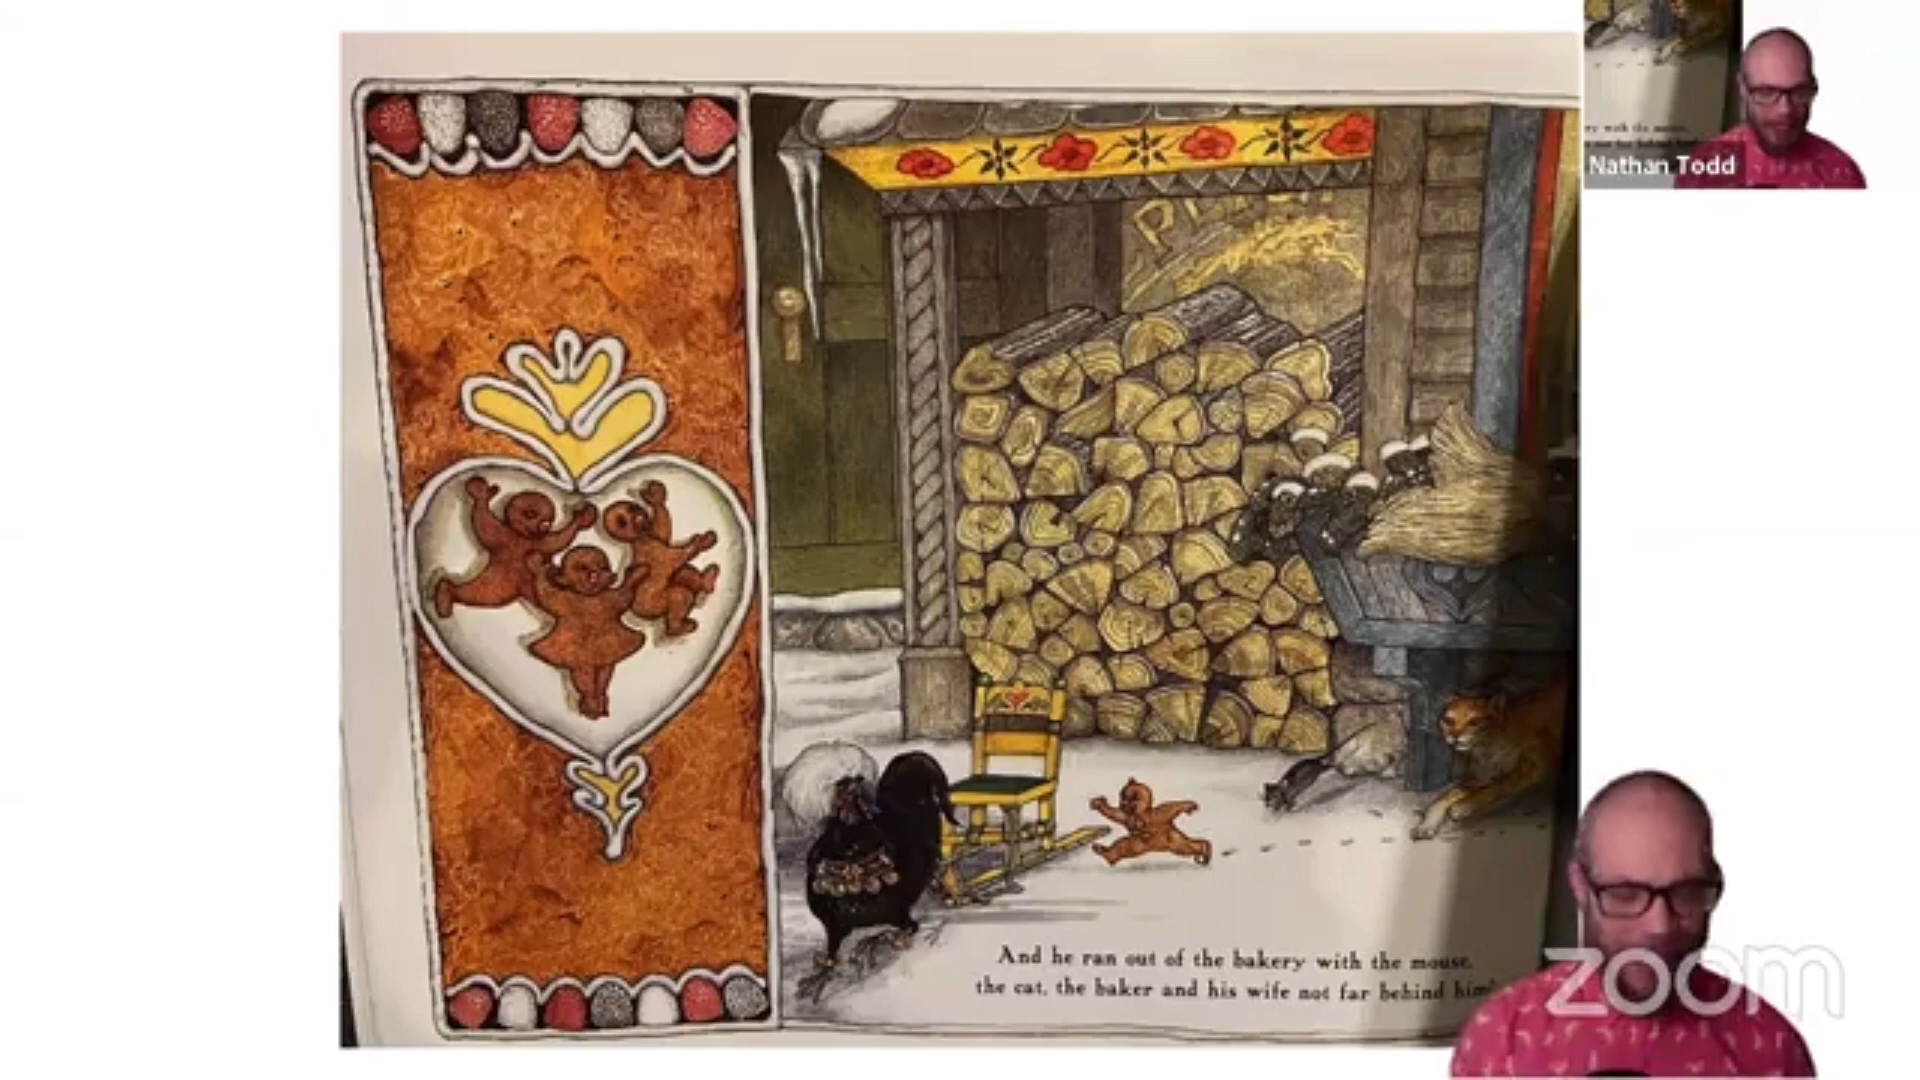 And he ran out of the bakery with the mouse,
the cat, the baker and his wife not far behind him
Nathan Todd
zoom